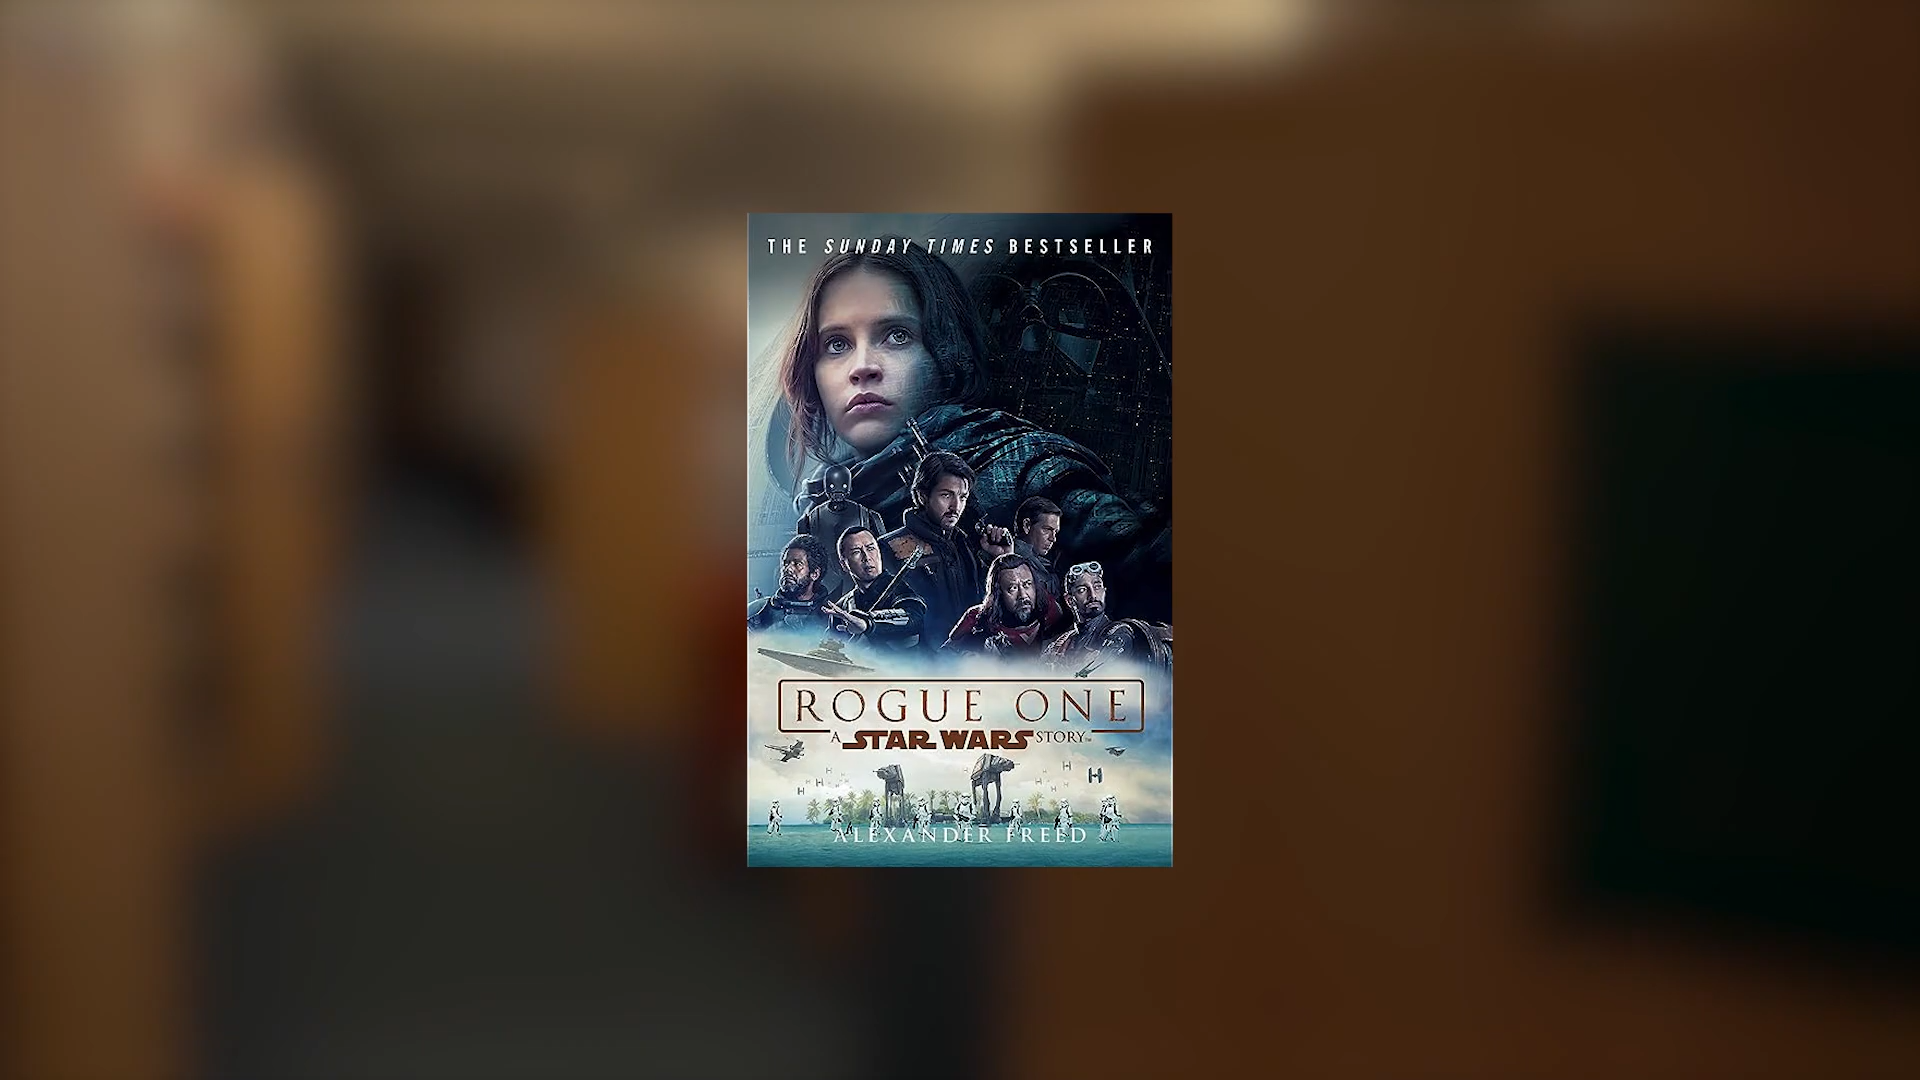 THE SUNDAY TIMES BESTSELLER
ROGUE ONE
A STAR WARS STORY
ALEXANDER FREED